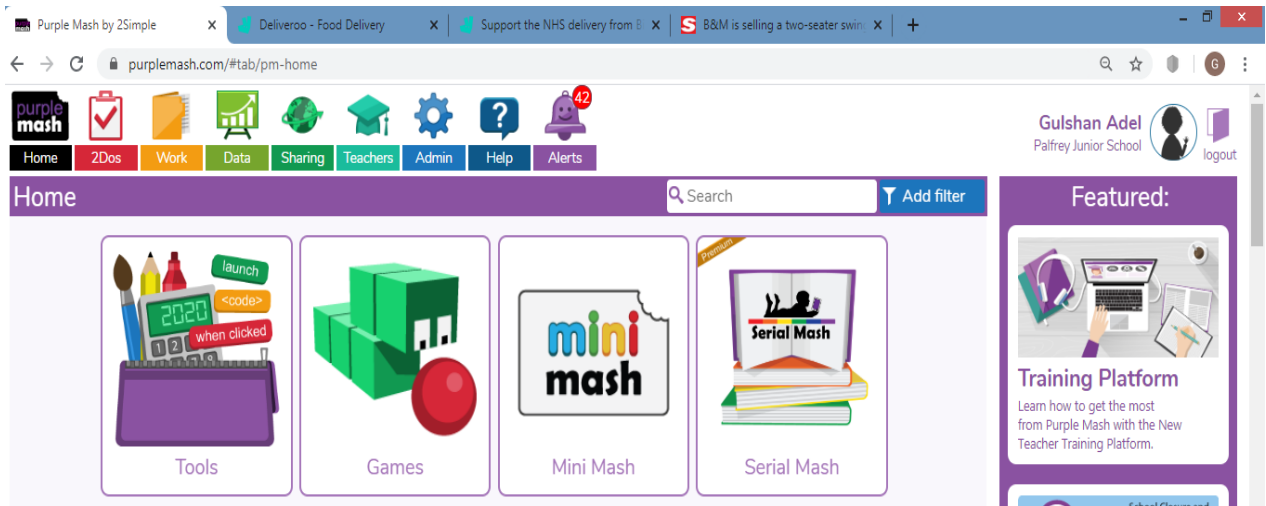 Purple Mash by 2Simple
Deliveroo - Food Delivery
Support the NHS delivery from B
B&M is selling a two-seater swin
purplemash.com/#tab/pm-home
G
purple
mash
42
Home
2Dos
Work
Data
Sharing
Teachers
Admin
Help
Alerts
Gulshan Adel
Palfrey Junior School
logout
Home
Search
Add filter
Featured:
launch
<code>
when clicked
2020
1 2
Tools
Games
mini
mash
Mini Mash
Premium
Serial Mash
Serial Mash
Training Platform
Learn how to get the most
from Purple Mash with the New
Teacher Training Platform.